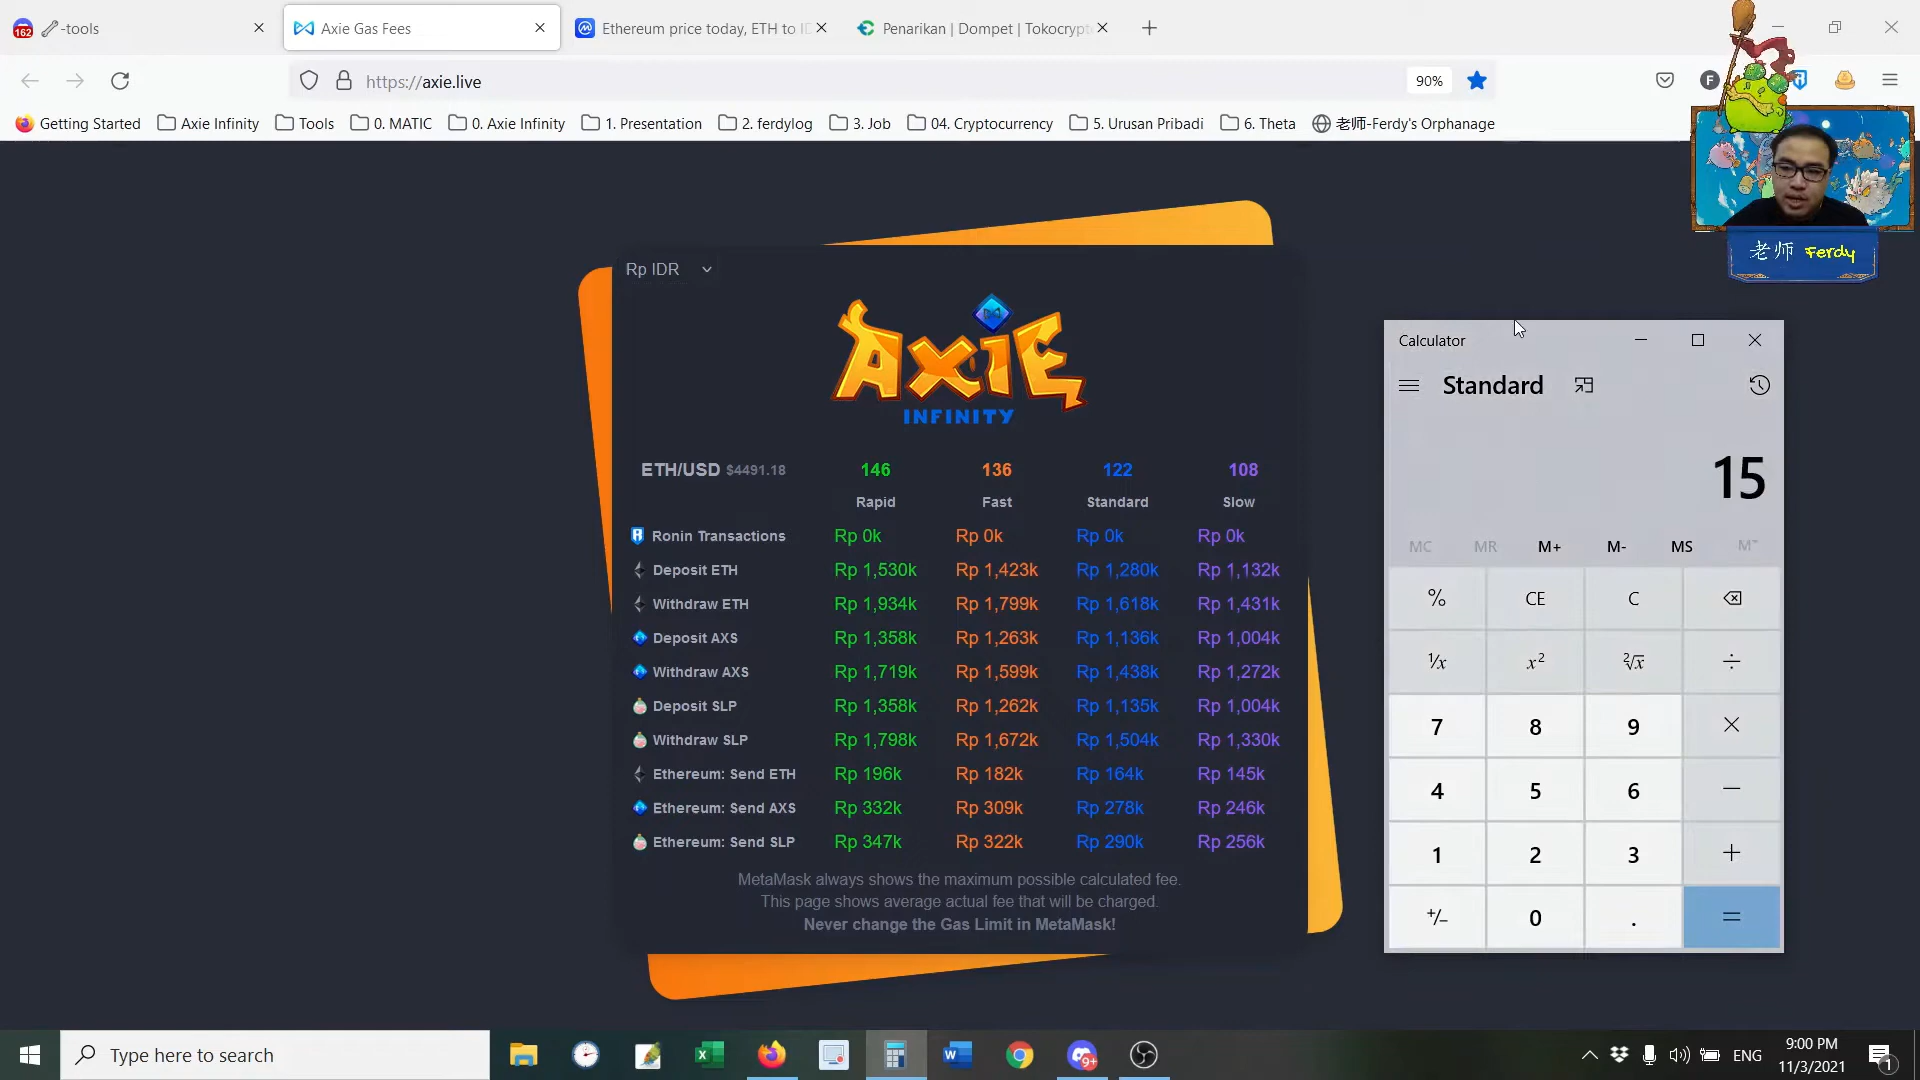 162 -tools
Axie Gas Fees
Ethereum price today, ETH to ID
Penarikan | Dompet | Tokocrypt
https://axie.live
90%
F
Getting Started
Axie Infinity
Tools
0. MATIC
0. Axie Infinity
1. Presentation
2. ferdylog
3. Job
04. Cryptocurrency
5. Urusan Pribadi
6. Theta
老师-Ferdy's Orphanage
老师 Ferdy
Rp IDR
AXIE
INFINITY
ETH/USD $4491.18 146 136 122 108
Rapid Fast Standard Slow
Ronin Transactions Rp 0k Rp 0k Rp 0k Rp 0k
Deposit ETH Rp 1,530k Rp 1,423k Rp 1,280k Rp 1,132k
Withdraw ETH Rp 1,934k Rp 1,799k Rp 1,618k Rp 1,431k
Deposit AXS Rp 1,358k Rp 1,263k Rp 1,136k Rp 1,004k
Withdraw AXS Rp 1,719k Rp 1,599k Rp 1,438k Rp 1,272k
Deposit SLP Rp 1,358k Rp 1,262k Rp 1,135k Rp 1,004k
Withdraw SLP Rp 1,798k Rp 1,672k Rp 1,504k Rp 1,330k
Ethereum: Send ETH Rp 196k Rp 182k Rp 164k Rp 145k
Ethereum: Send AXS Rp 332k Rp 309k Rp 278k Rp 246k
Ethereum: Send SLP Rp 347k Rp 322k Rp 290k Rp 256k
MetaMask always shows the maximum possible calculated fee.
This page shows average actual fee that will be charged.
Never change the Gas Limit in MetaMask!
Calculator
Standard
15
MC MR M+ M- MS M˅
% CE C
¹/x x² ²√x ÷
7 8 9 ×
4 5 6 −
1 2 3 +
+/− 0 . =
Type here to search
9+
ENG
9:00 PM
11/3/2021
1